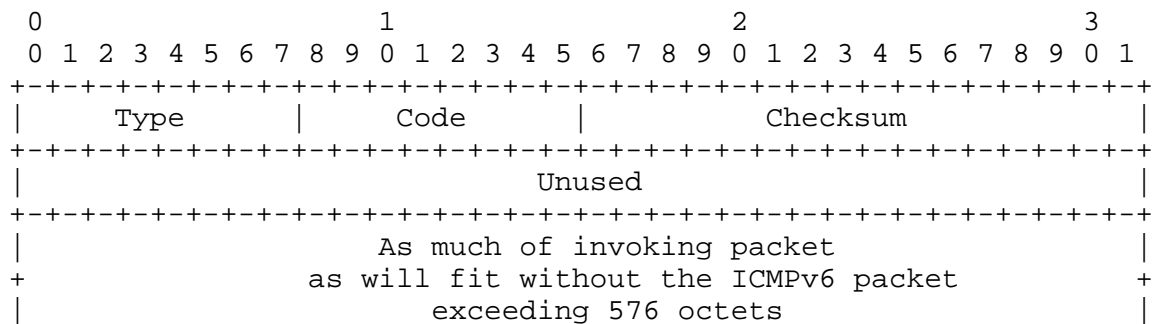 0                   1                   2                   3
 0 1 2 3 4 5 6 7 8 9 0 1 2 3 4 5 6 7 8 9 0 1 2 3 4 5 6 7 8 9 0 1
+-+-+-+-+-+-+-+-+-+-+-+-+-+-+-+-+-+-+-+-+-+-+-+-+-+-+-+-+-+-+-+-+
|     Type      |     Code      |          Checksum             |
+-+-+-+-+-+-+-+-+-+-+-+-+-+-+-+-+-+-+-+-+-+-+-+-+-+-+-+-+-+-+-+-+
|                             Unused                            |
+-+-+-+-+-+-+-+-+-+-+-+-+-+-+-+-+-+-+-+-+-+-+-+-+-+-+-+-+-+-+-+-+
|                    As much of invoking packet                 |
+                as will fit without the ICMPv6 packet          +
|                       exceeding 576 octets                    |